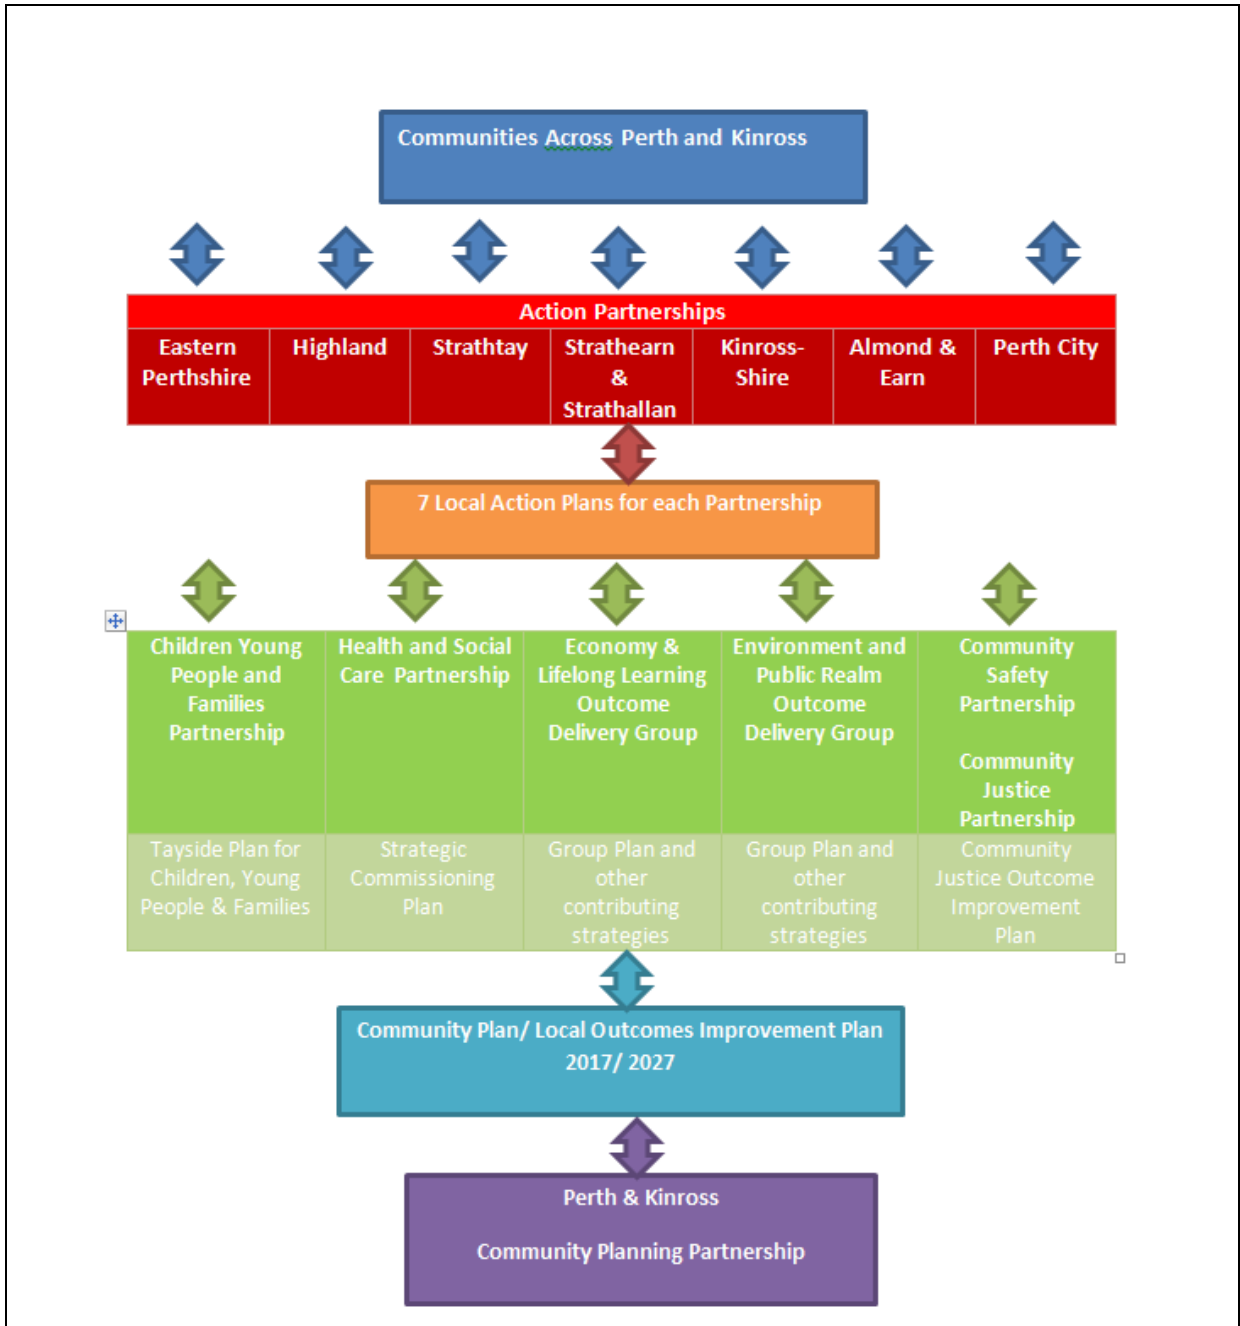 Communities Across Perth and Kinross
Action Partnerships
Eastern
Perthshire
Highland
Strathtay
Strathearn
&
Strathallan
Kinross-
Shire
Almond &
Earn
Perth City
7 Local Action Plans for each Partnership
Children Young
People and
Families
Partnership
Health and Social
Care Partnership
Economy &
Lifelong Learning
Outcome
Delivery Group
Environment and
Public Realm
Outcome
Delivery Group
Community
Safety
Partnership
Community
Justice
Partnership
Tayside Plan for
Children, Young
People & Families
Strategic
Commissioning
Plan
Group Plan and
other
contributing
strategies
Group Plan and
other
contributing
strategies
Community
Justice Outcome
Improvement
Plan
Community Plan/ Local Outcomes Improvement Plan
2017/ 2027
Perth & Kinross
Community Planning Partnership